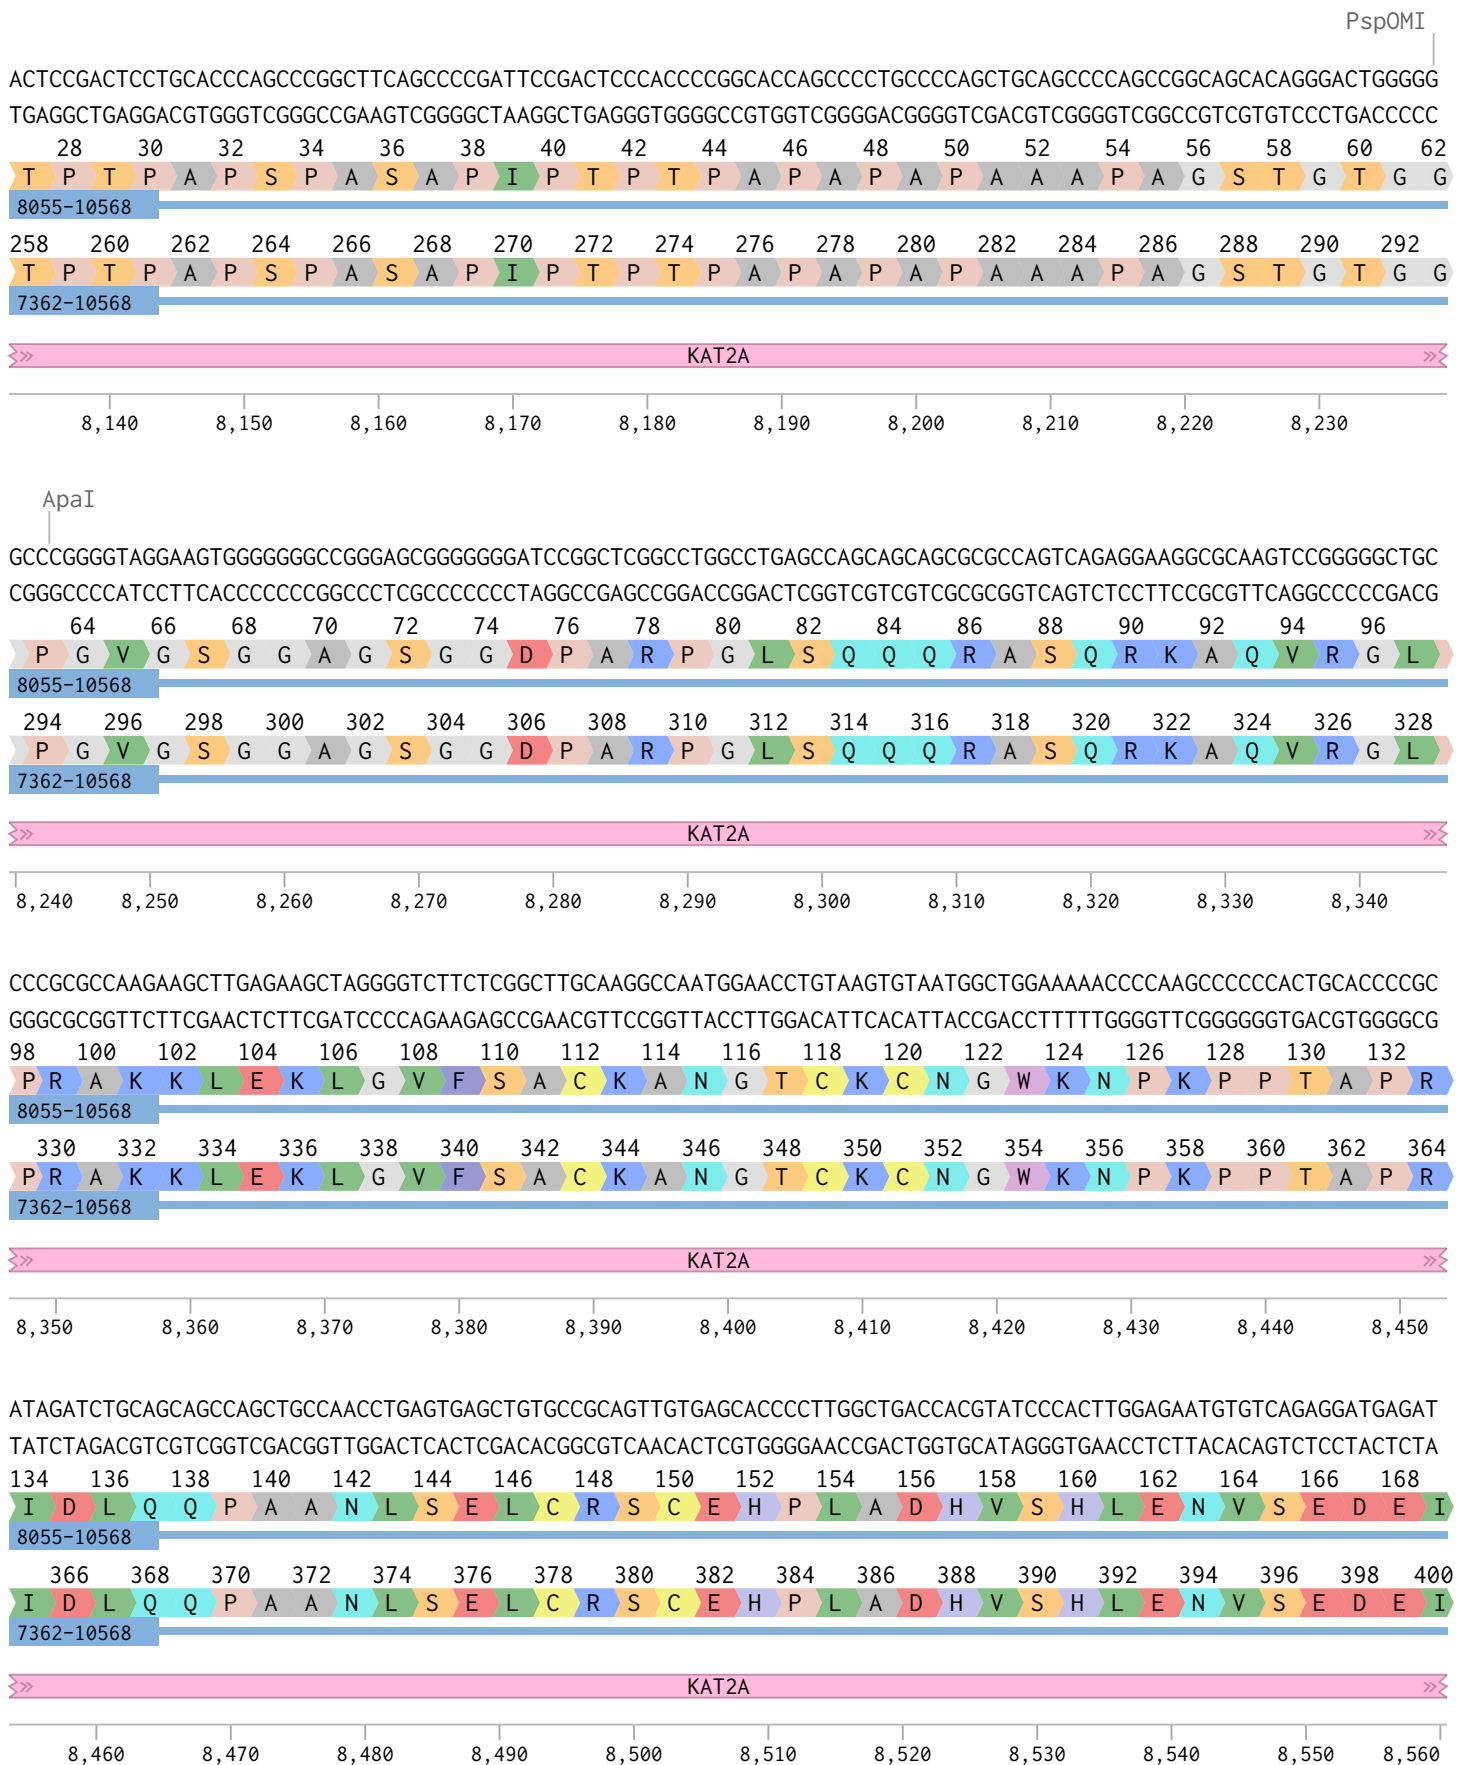 PspOMI
ACTCCGACTCCTGCACCCAGCCCGGCTTCAGCCCCGATTCCGACTCCCACCCCGGCACCAGCCCCTGCCCCAGCTGCAGCCCCAGCCGGCAGCACAGGGACTGGGGG
TGAGGCTGAGGACGTGGGTCGGGCCGAAGTCGGGGCTAAGGCTGAGGGTGGGGCCGTGGTCGGGGACGGGGTCGACGTCGGGGTCGGCCGTCGTGTCCCTGACCCCC
28 30 32 34 36 38 40 42 44 46 48 50 52 54 56 58 60 62
T P T P A P S P A S A P I P T P T P A P A P A P A A A P A G S T G T G G
8055-10568
258 260 262 264 266 268 270 272 274 276 278 280 282 284 286 288 290 292
T P T P A P S P A S A P I P T P T P A P A P A P A A A P A G S T G T G G
7362-10568
KAT2A
8,140 8,150 8,160 8,170 8,180 8,190 8,200 8,210 8,220 8,230
ApaI
GCCCGGGGTAGGAAGTGGGGGGGCCGGGAGCGGGGGGGATCCGGCTCGGCCTGGCCTGAGCCAGCAGCAGCGCGCCAGTCAGAGGAAGGCGCAAGTCCGGGGGCTGC
CGGGCCCCATCCTTCACCCCCCCGGCCCTCGCCCCCCCTAGGCCGAGCCGGACCGGACTCGGTCGTCGTCGCGCGGTCAGTCTCCTTCCGCGTTCAGGCCCCCGACG
64 66 68 70 72 74 76 78 80 82 84 86 88 90 92 94 96
P G V G S G G A G S G G D P A R P G L S Q Q Q R A S Q R K A Q V R G L
8055-10568
294 296 298 300 302 304 306 308 310 312 314 316 318 320 322 324 326 328
P G V G S G G A G S G G D P A R P G L S Q Q Q R A S Q R K A Q V R G L
7362-10568
KAT2A
8,240 8,250 8,260 8,270 8,280 8,290 8,300 8,310 8,320 8,330 8,340
CCCGCGCCAAGAAGCTTGAGAAGCTAGGGGTCTTCTCGGCTTGCAAGGCCAATGGAACCTGTAAGTGTAATGGCTGGAAAAACCCCAAGCCCCCCACTGCACCCCGC
GGGCGCGGTTCTTCGAACTCTTCGATCCCCAGAAGAGCCGAACGTTCCGGTTACCTTGGACATTCACATTACCGACCTTTTTGGGGTTCGGGGGGTGACGTGGGGCG
98 100 102 104 106 108 110 112 114 116 118 120 122 124 126 128 130 132
P R A K K L E K L G V F S A C K A N G T C K C N G W K N P K P P T A P R
8055-10568
330 332 334 336 338 340 342 344 346 348 350 352 354 356 358 360 362 364
P R A K K L E K L G V F S A C K A N G T C K C N G W K N P K P P T A P R
7362-10568
KAT2A
8,350 8,360 8,370 8,380 8,390 8,400 8,410 8,420 8,430 8,440 8,450
ATAGATCTGCAGCAGCCAGCTGCCAACCTGAGTGAGCTGTGCCGCAGTTGTGAGCACCCCTTGGCTGACCACGTATCCCACTTGGAGAATGTGTCAGAGGATGAGAT
TATCTAGACGTCGTCGGTCGACGGTTGGACTCACTCGACACGGCGTCAACACTCGTGGGGAACCGACTGGTGCATAGGGTGAACCTCTTACACAGTCTCCTACTCTA
134 136 138 140 142 144 146 148 150 152 154 156 158 160 162 164 166 168
I D L Q Q P A A N L S E L C R S C E H P L A D H V S H L E N V S E D E I
8055-10568
366 368 370 372 374 376 378 380 382 384 386 388 390 392 394 396 398 400
I D L Q Q P A A N L S E L C R S C E H P L A D H V S H L E N V S E D E I
7362-10568
KAT2A
8,460 8,470 8,480 8,490 8,500 8,510 8,520 8,530 8,540 8,550 8,560